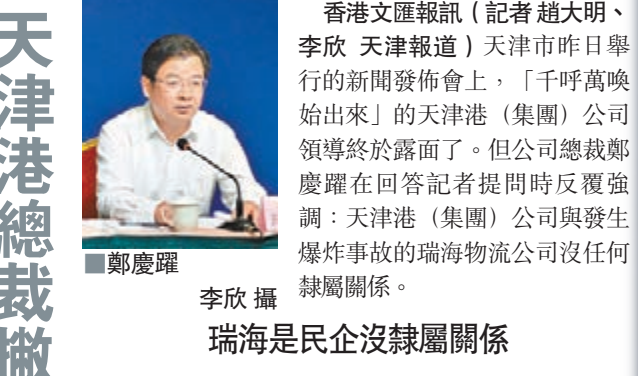 天津港總裁撇
香港文匯報訊（記者 趙大明、
李欣 天津報道）天津市昨日舉
行的新聞發佈會上，「千呼萬喚
始出來」的天津港（集團）公司
領導終於露面了。但公司總裁鄭
慶躍在回答記者提問時反覆強
調：天津港（集團）公司與發生
爆炸事故的瑞海物流公司沒任何
隸屬關係。
■鄭慶躍
李欣 攝
瑞海是民企沒隸屬關係